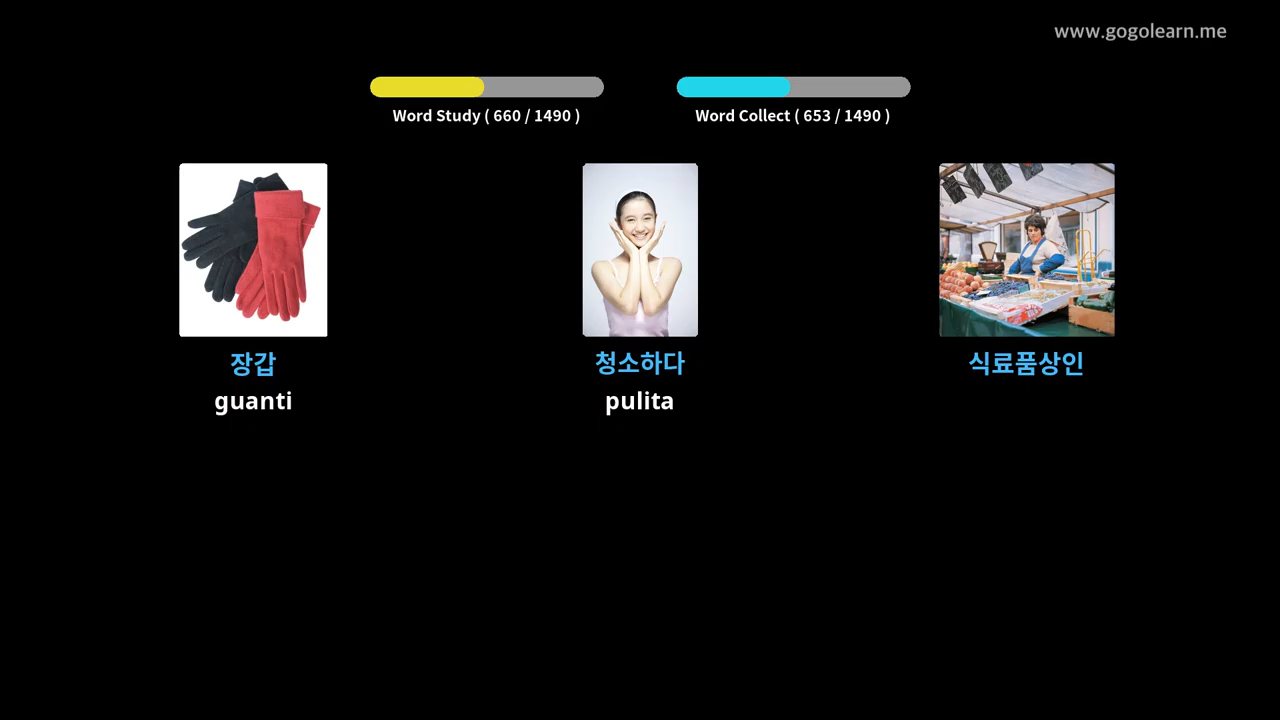 www.gogolearn.me
Word Study ( 660 / 1490 )
Word Collect ( 653 / 1490 )
장갑
청소하다
식료품상인
guanti
pulita